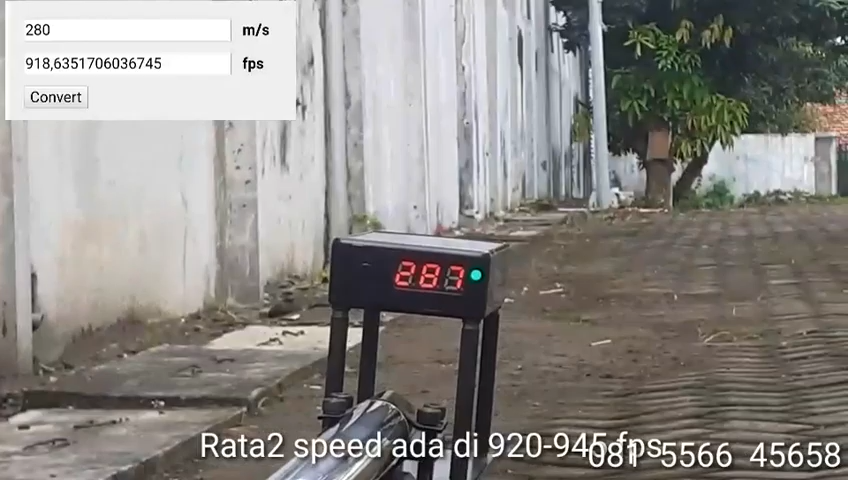 280 m/s
918,6351706036745 fps
Convert
287
Rata2 speed ada di 920-945 fps
081 5566 45658